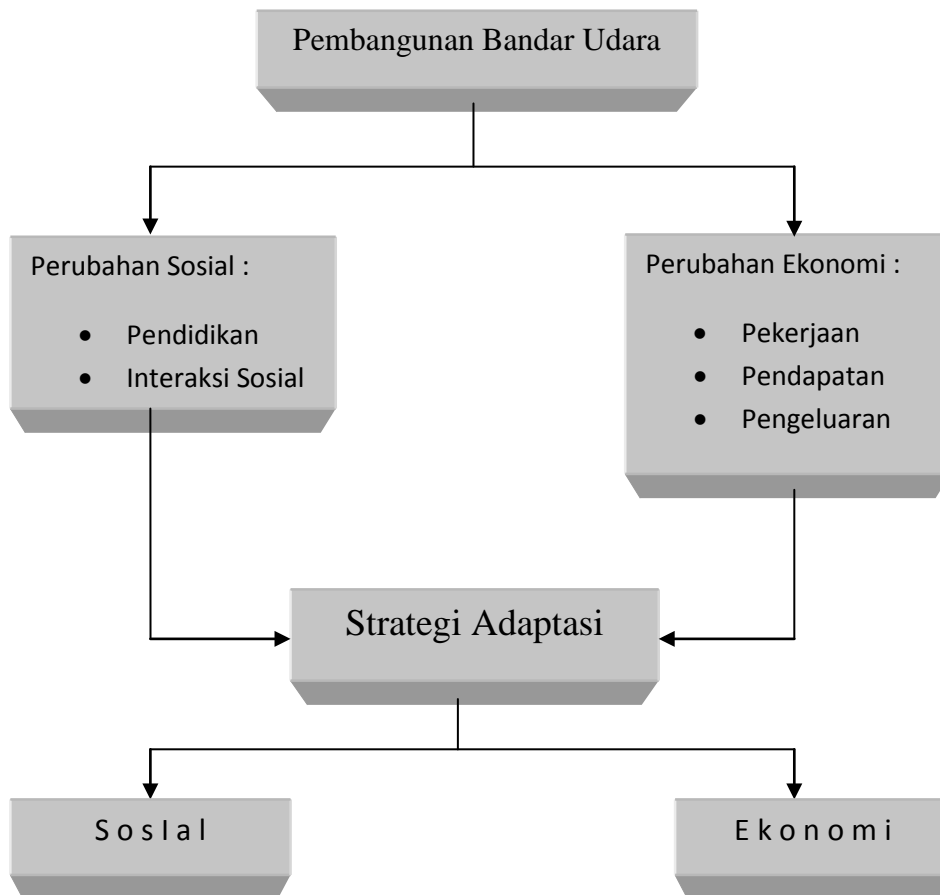 Pembangunan Bandar Udara
Perubahan Sosial :
• Pendidikan
• Interaksi Sosial
Perubahan Ekonomi :
• Pekerjaan
• Pendapatan
• Pengeluaran
Strategi Adaptasi
S o s I a l
E k o n o m i